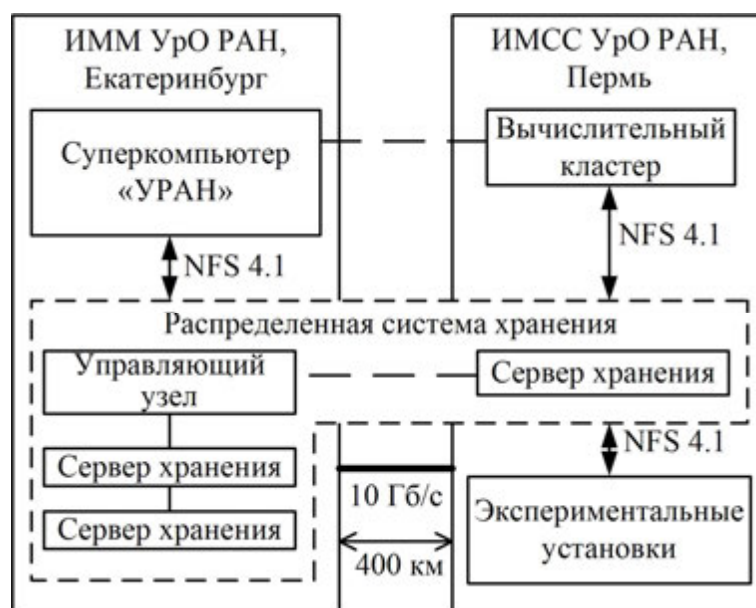 ИММ УрО РАН,
Екатеринбург
Суперкомпьютер
«УРАН»
NFS 4.1
ИМСС УрО РАН,
Пермь
Вычислительный
кластер
NFS 4.1
Распределенная система хранения
Управляющий
узел
Сервер хранения
Сервер хранения
Сервер хранения
NFS 4.1
10 Гб/с
400 км
Экспериментальные
установки